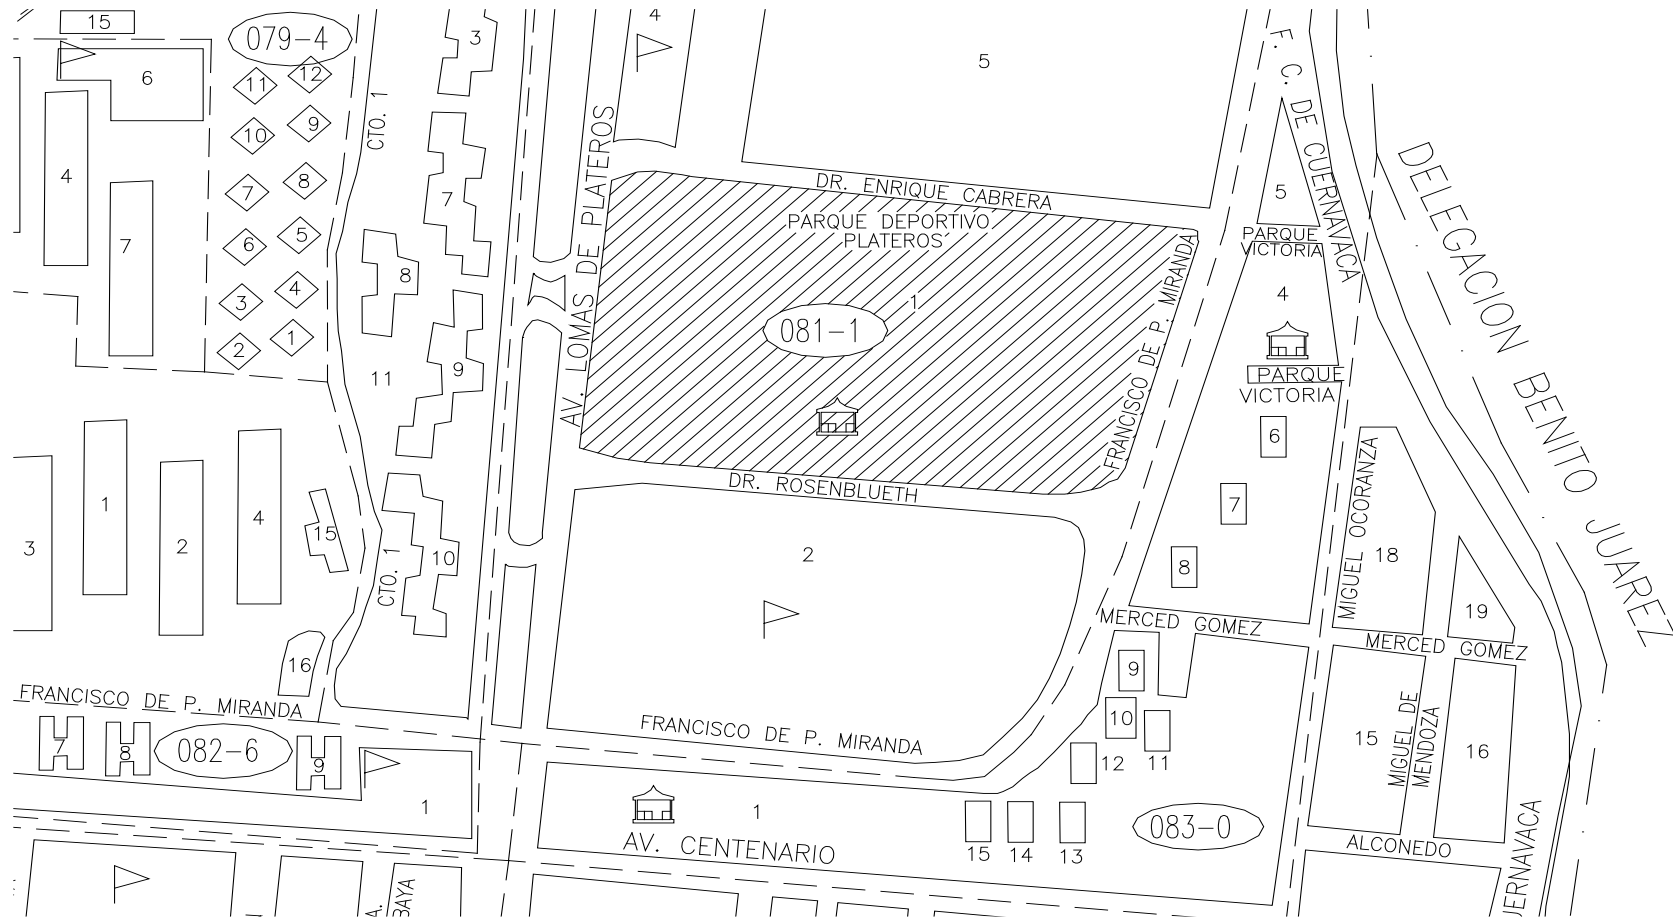 15
079-4
11
12
10
9
7
8
6
5
3
4
2
1
6
4
7
CTO. 1
3
7
8
9
11
10
CTO. 1
1
2
3
4
15
16
4
5
AV. LOMAS DE PLATEROS
DR. ENRIQUE CABRERA
PARQUE DEPORTIVO
PLATEROS
1
081-1
FRANCISCO DE P. MIRANDA
DR. ROSENBLUETH
2
F. C. DE CUERNAVACA
5
PARQUE
VICTORIA
4
PARQUE
VICTORIA
6
7
8
DELEGACION BENITO JUAREZ
MIGUEL OCORANZA
18
19
MERCED GOMEZ
MERCED GOMEZ
9
10
11
12
13
14
15
083-0
15
MIGUEL DE
MENDOZA
16
ALCONEDO
UERNAVACA
FRANCISCO DE P. MIRANDA
7
8
082-6
9
1
FRANCISCO DE P. MIRANDA
1
AV. CENTENARIO
A.
BAYA